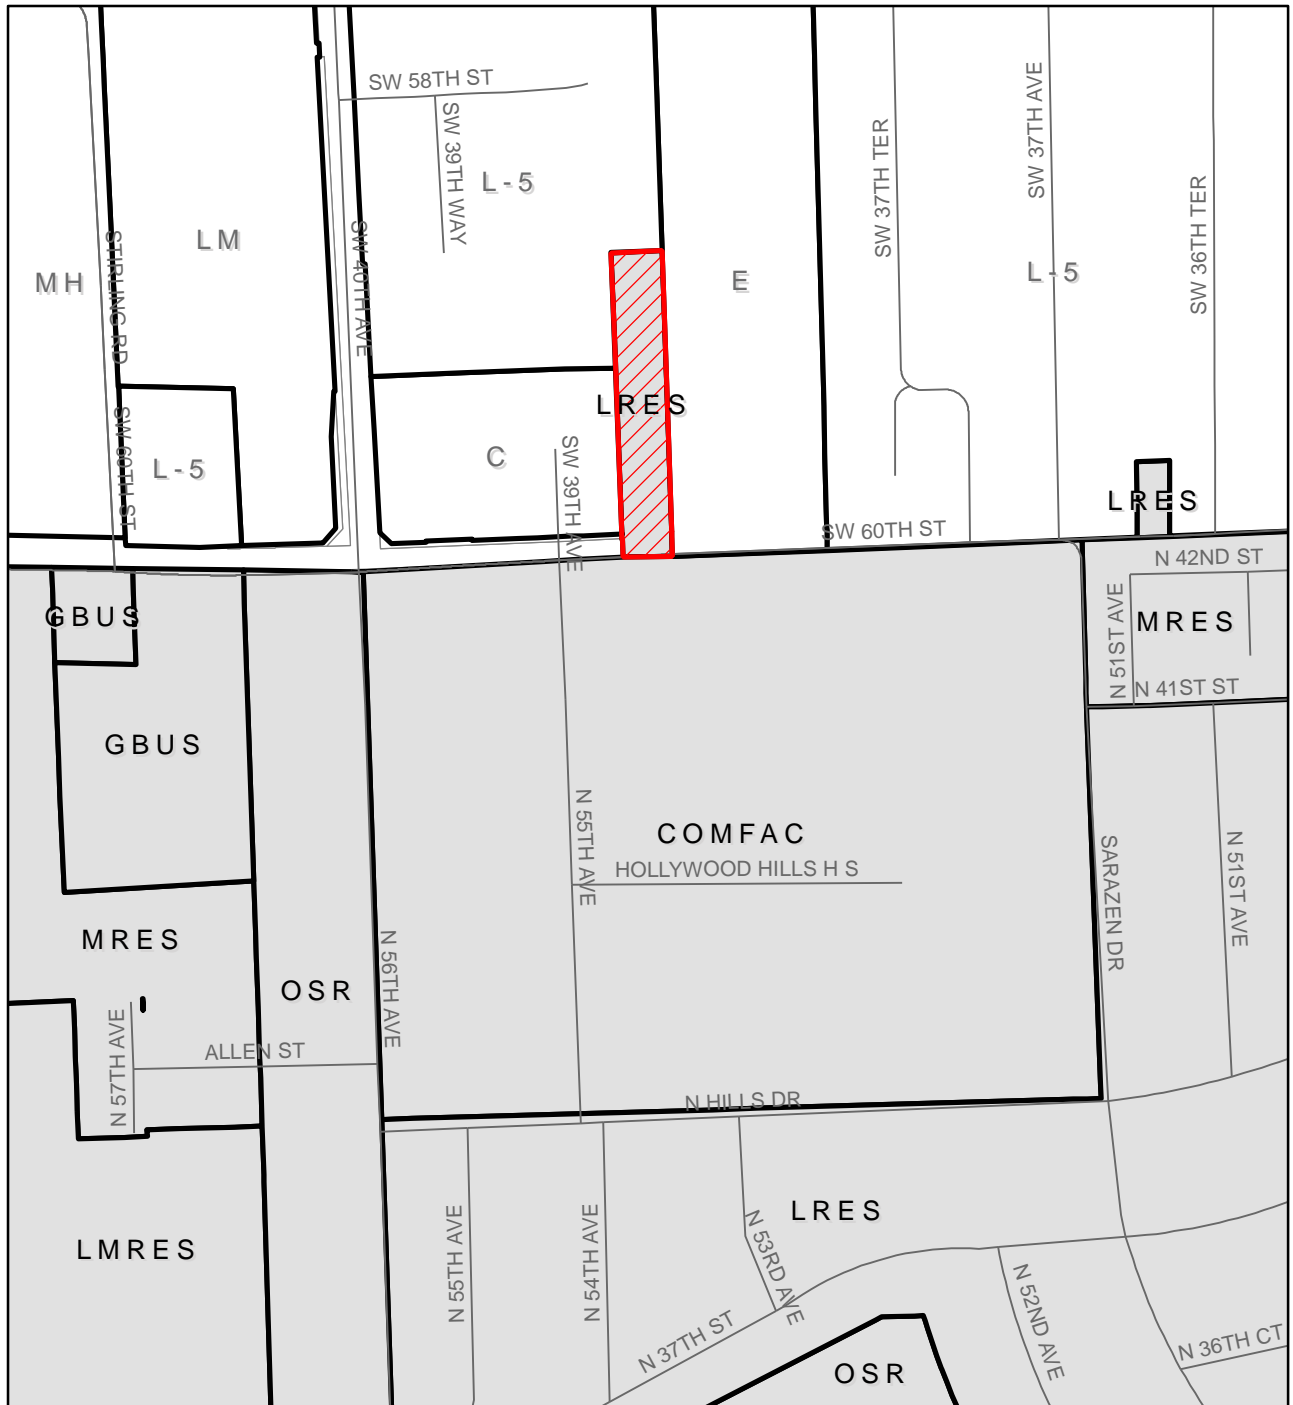 SW 58TH ST
SW 39TH WAY
L-5
SW 37TH TER
SW 37TH AVE
SW 36TH TER
STIRLING RD
LM
SW 40TH AVE
MH
E
L-5
LRES
SW 60TH ST
L-5
C
SW 39TH AVE
LRES
SW 60TH ST
N 42ND ST
GBUS
N 51ST AVE
MRES
N 41ST ST
GBUS
N 55TH AVE
COMFAC
HOLLYWOOD HILLS H S
SARAZEN DR
N 51ST AVE
MRES
OSR
N 56TH AVE
N 57TH AVE
ALLEN ST
N HILLS DR
LRES
LMRES
N 55TH AVE
N 54TH AVE
N 53RD AVE
N 37TH ST
N 52ND AVE
N 36TH CT
OSR